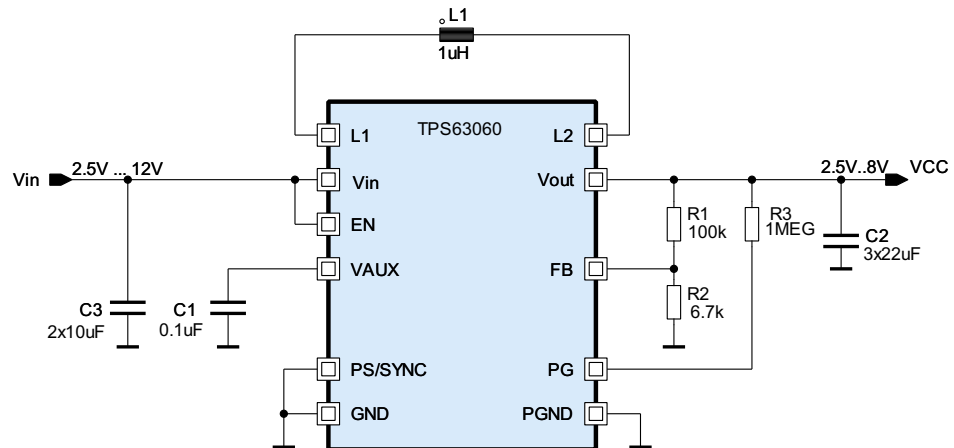 L1
1uH
TPS63060
L1
L2
Vin
2.5V ... 12V
Vin
Vout
2.5V..8V
VCC
EN
R1
100k
R3
1MEG
C2
3x22uF
VAUX
FB
C3
2x10uF
C1
0.1uF
R2
6.7k
PS/SYNC
PG
GND
PGND